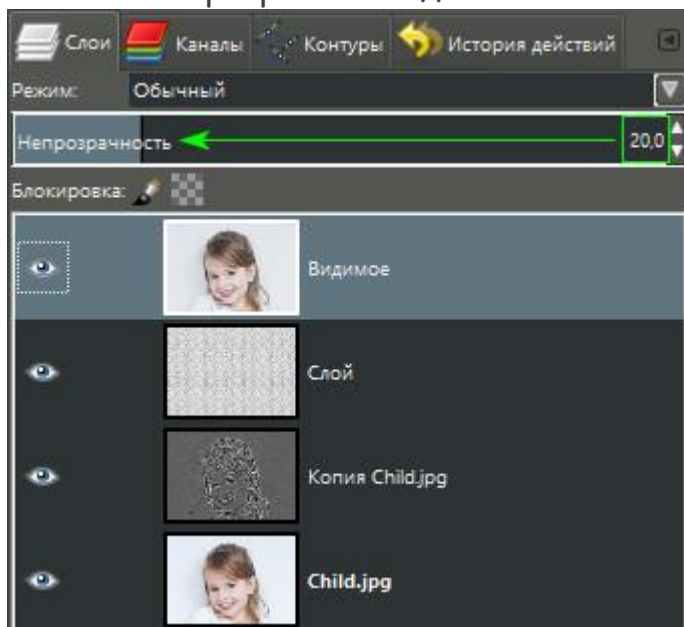 Слои Каналы Контуры История действий
Режим: Обычный
Непрозрачность 20,0
Блокировка:
Видимое
Слой
Копия Child.jpg
Child.jpg